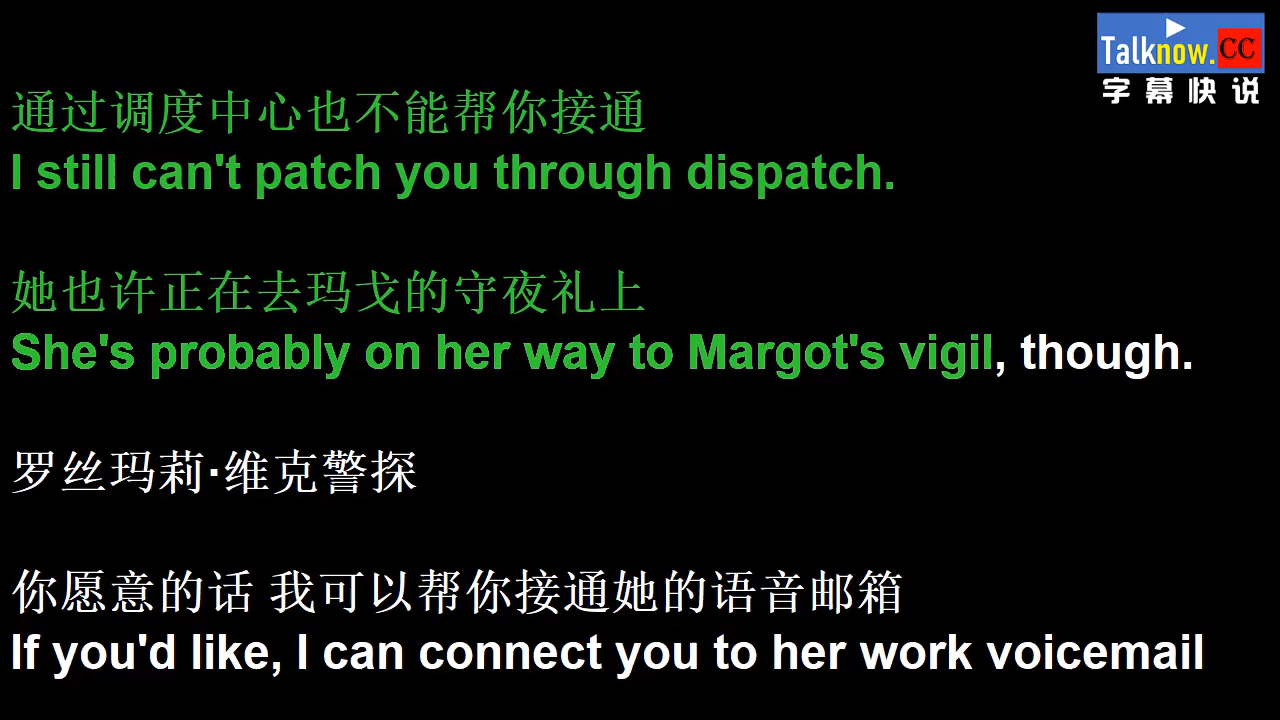 Talknow.CC
字幕快说
通过调度中心也不能帮你接通
I still can't patch you through dispatch.
她也许正在去玛戈的守夜礼上
She's probably on her way to Margot's vigil, though.
罗丝玛莉·维克警探
你愿意的话 我可以帮你接通她的语音邮箱
If you'd like, I can connect you to her work voicemail